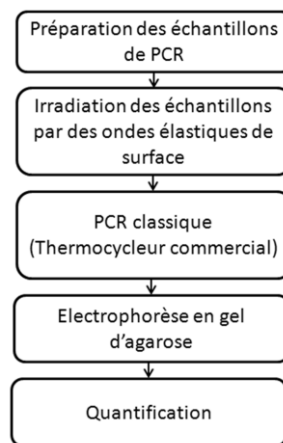 Préparation des échantillons
de PCR
Irradiation des échantillons
par des ondes élastiques de
surface
PCR classique
(Thermocycleur commercial)
Electrophorèse en gel
d'agarose
Quantification